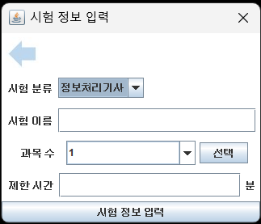 시험 정보 입력
시험 분류 정보처리기사
시험 이름
과목 수 1 선택
제한 시간 분
시험 정보 입력